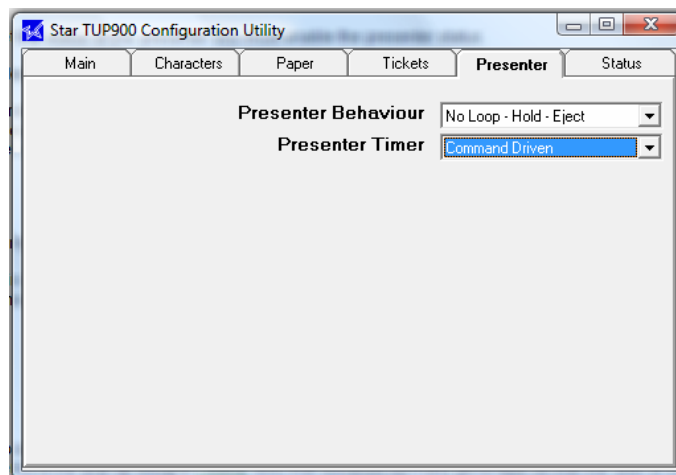 Star TUP900 Configuration Utility
Main Characters Paper Tickets Presenter Status
Presenter Behaviour No Loop - Hold - Eject
Presenter Timer Command Driven